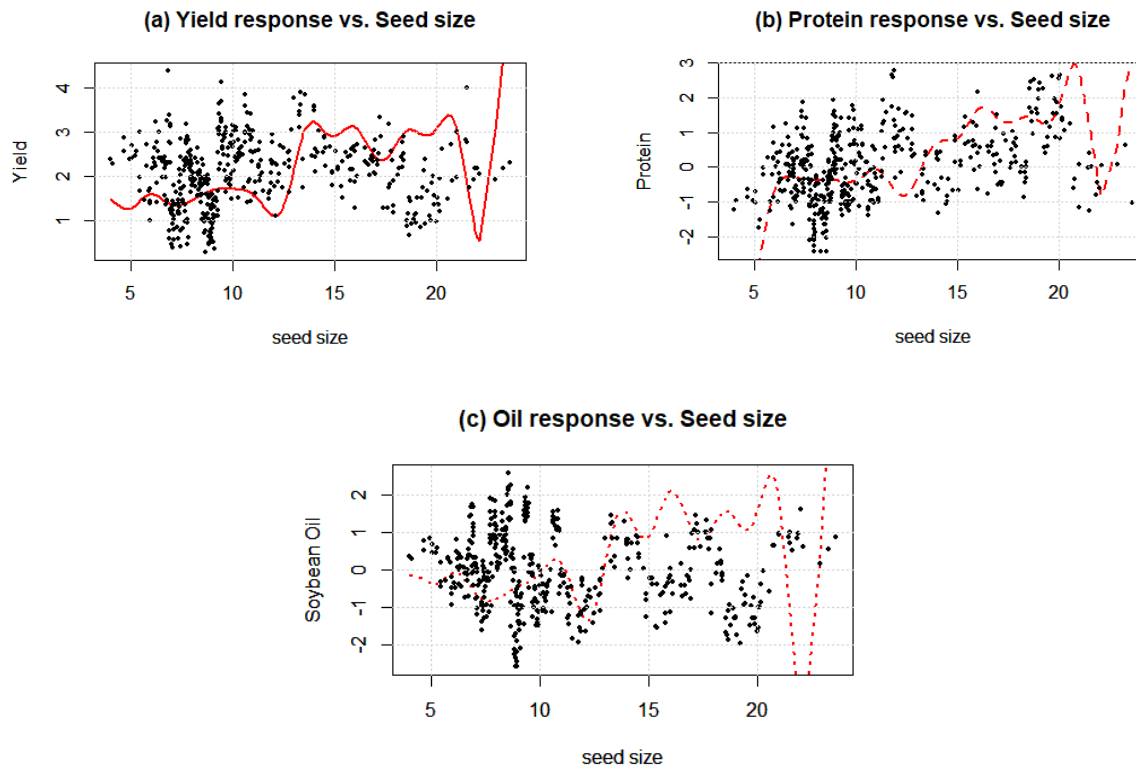 (a) Yield response vs. Seed size
Yield
4
3
2
1
5 10 15 20
seed size
(b) Protein response vs. Seed size
Protein
3
2
1
0
-1
-2
5 10 15 20
seed size
(c) Oil response vs. Seed size
Soybean Oil
2
1
0
-1
-2
5 10 15 20
seed size